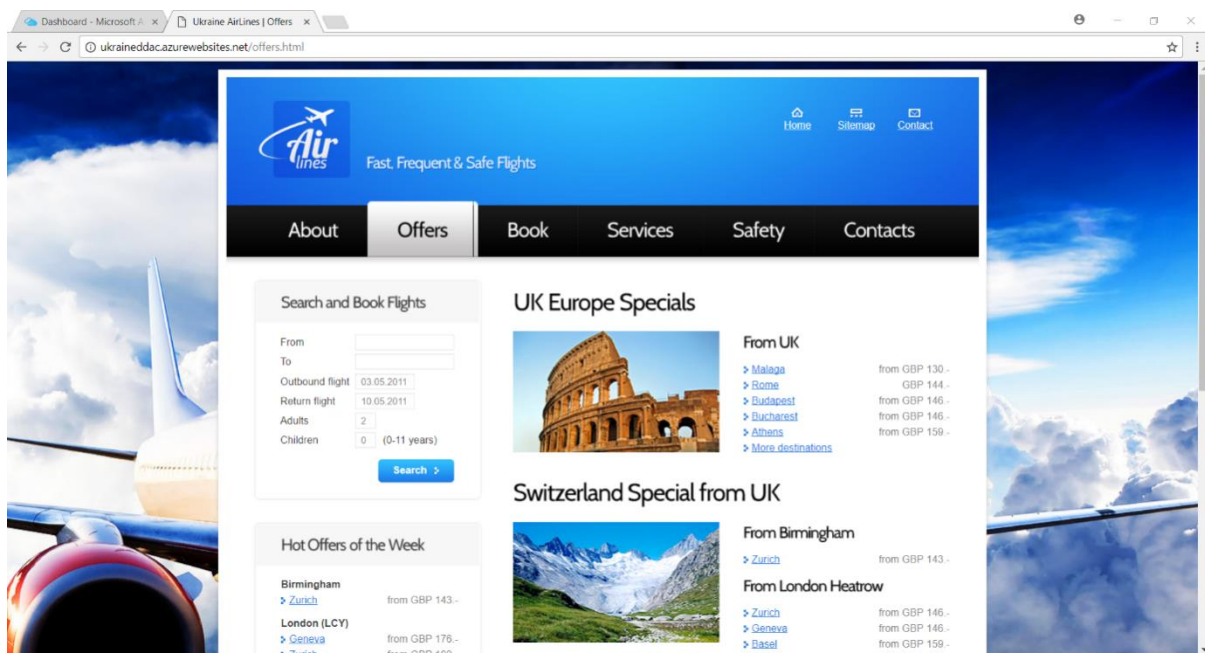 Dashboard - Microsoft A
Ukraine AirLines | Offers
ukraineddac.azurewebsites.net/offers.html
Air
lines
Fast, Frequent & Safe Flights
Home Sitemap Contact
About Offers Book Services Safety Contacts
Search and Book Flights
From
To
Outbound flight 03.05.2011
Return flight 10.05.2011
Adults 2
Children 0 (0-11 years)
Search
Hot Offers of the Week
Birmingham
Zurich from GBP 143.-
London (LCY)
Geneva from GBP 176.-
UK Europe Specials
From UK
Malaga from GBP 130.-
Rome GBP 144.-
Budapest from GBP 146.-
Bucharest from GBP 146.-
Athens from GBP 159.-
More destinations
Switzerland Special from UK
From Birmingham
Zurich from GBP 143.-
From London Heatrow
Zurich from GBP 146.-
Geneva from GBP 146.-
Basel from GBP 159.-